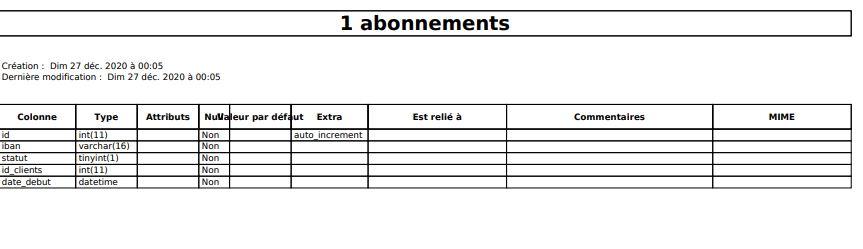 1 abonnements
Création : Dim 27 déc. 2020 à 00:05
Dernière modification : Dim 27 déc. 2020 à 00:05
Colonne Type Attributs Null Valeur par défaut Extra Est relié à Commentaires MIME
id int(11) Non auto_increment
iban varchar(16) Non
statut tinyint(1) Non
id_clients int(11) Non
date_debut datetime Non